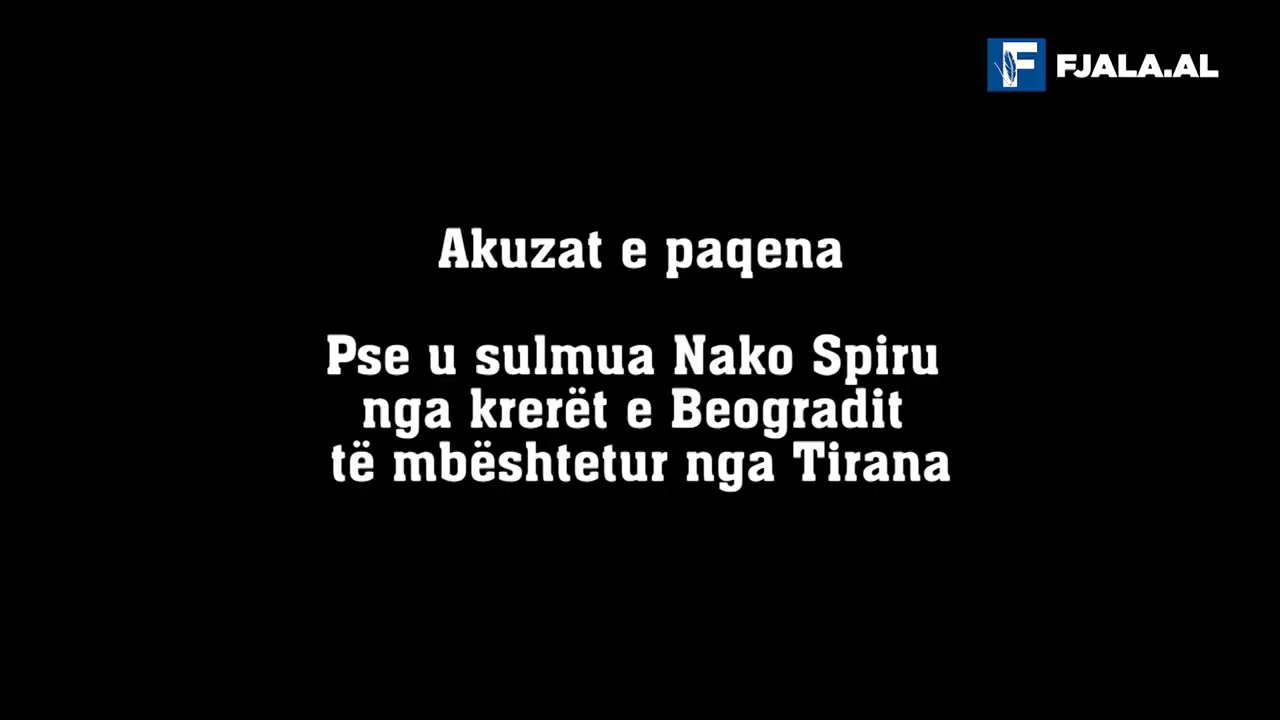 FJALA.AL
Akuzat e paqena
Pse u sulmua Nako Spiru
nga krerët e Beogradit
të mbështetur nga Tirana